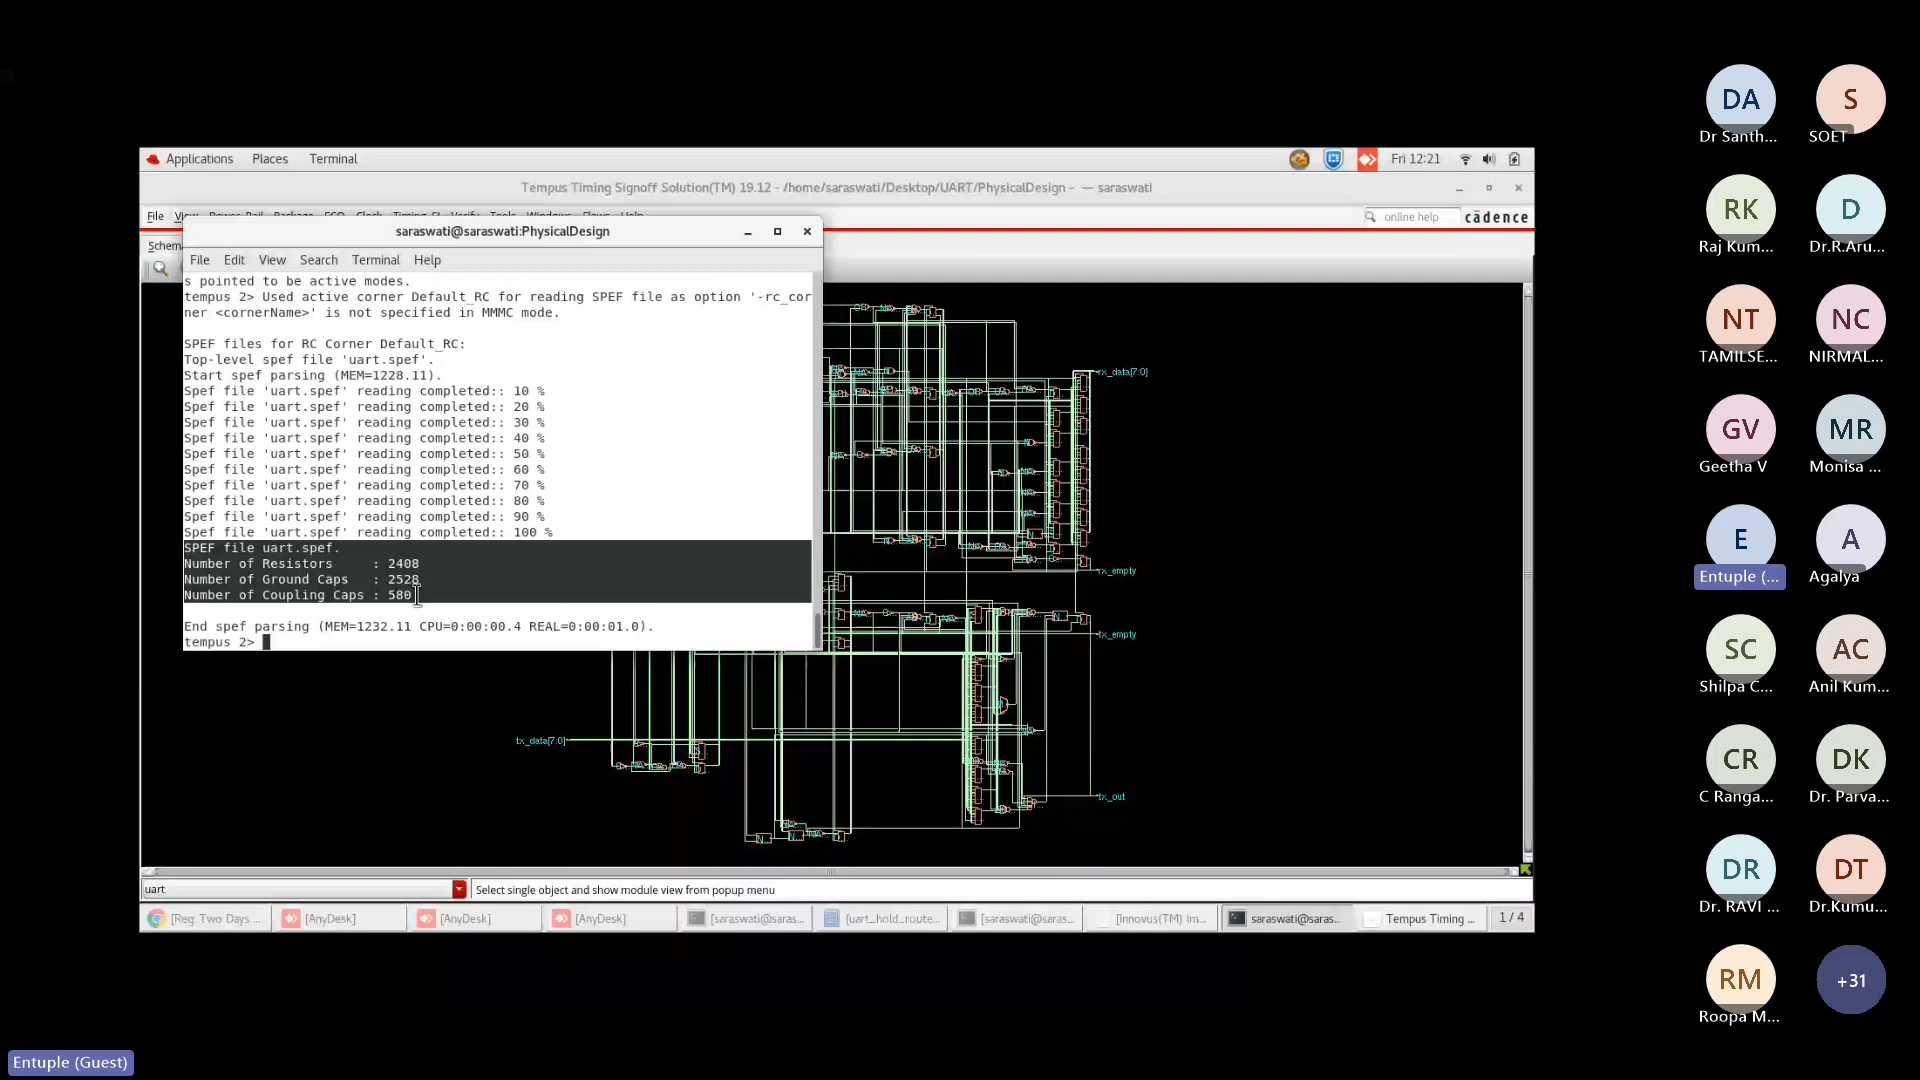 Applications Places Terminal
Fri 12:21
Tempus Timing Signoff Solution(TM) 19.12 - /home/saraswati/Desktop/UART/PhysicalDesign - — saraswati
File
online help cādence
saraswati@saraswati:PhysicalDesign
Schema
File Edit View Search Terminal Help
s pointed to be active modes.
tempus 2> Used active corner Default_RC for reading SPEF file as option '-rc_cor
ner <cornerName>' is not specified in MMMC mode.
SPEF files for RC Corner Default_RC:
Top-level spef file 'uart.spef'.
Start spef parsing (MEM=1228.11).
Spef file 'uart.spef' reading completed:: 10 %
Spef file 'uart.spef' reading completed:: 20 %
Spef file 'uart.spef' reading completed:: 30 %
Spef file 'uart.spef' reading completed:: 40 %
Spef file 'uart.spef' reading completed:: 50 %
Spef file 'uart.spef' reading completed:: 60 %
Spef file 'uart.spef' reading completed:: 70 %
Spef file 'uart.spef' reading completed:: 80 %
Spef file 'uart.spef' reading completed:: 90 %
Spef file 'uart.spef' reading completed:: 100 %
SPEF file uart.spef.
Number of Resistors : 2408
Number of Ground Caps : 2528
Number of Coupling Caps : 580
End spef parsing (MEM=1232.11 CPU=0:00:00.4 REAL=0:00:01.0).
tempus 2>
rx_data[7:0]
rx_empty
tx_empty
tx_data[7:0]
tx_out
uart
Select single object and show module view from popup menu
[Reg: Two Days ...
[AnyDesk]
[AnyDesk]
[AnyDesk]
[saraswati@saras...
[uart_hold_route...
[saraswati@saras...
[Innovus(TM) Im...
saraswati@saras...
Tempus Timing ...
1 / 4
DA
Dr Santh...
S
SOET
RK
Raj Kum...
D
Dr.R.Aru...
NT
TAMILSE...
NC
NIRMAL...
GV
Geetha V
MR
Monisa ...
E
Entuple (...
A
Agalya
SC
Shilpa C...
AC
Anil Kum...
CR
C Ranga...
DK
Dr. Parva...
DR
Dr. RAVI ...
DT
Dr.Kumu...
RM
Roopa M...
+31
Entuple (Guest)